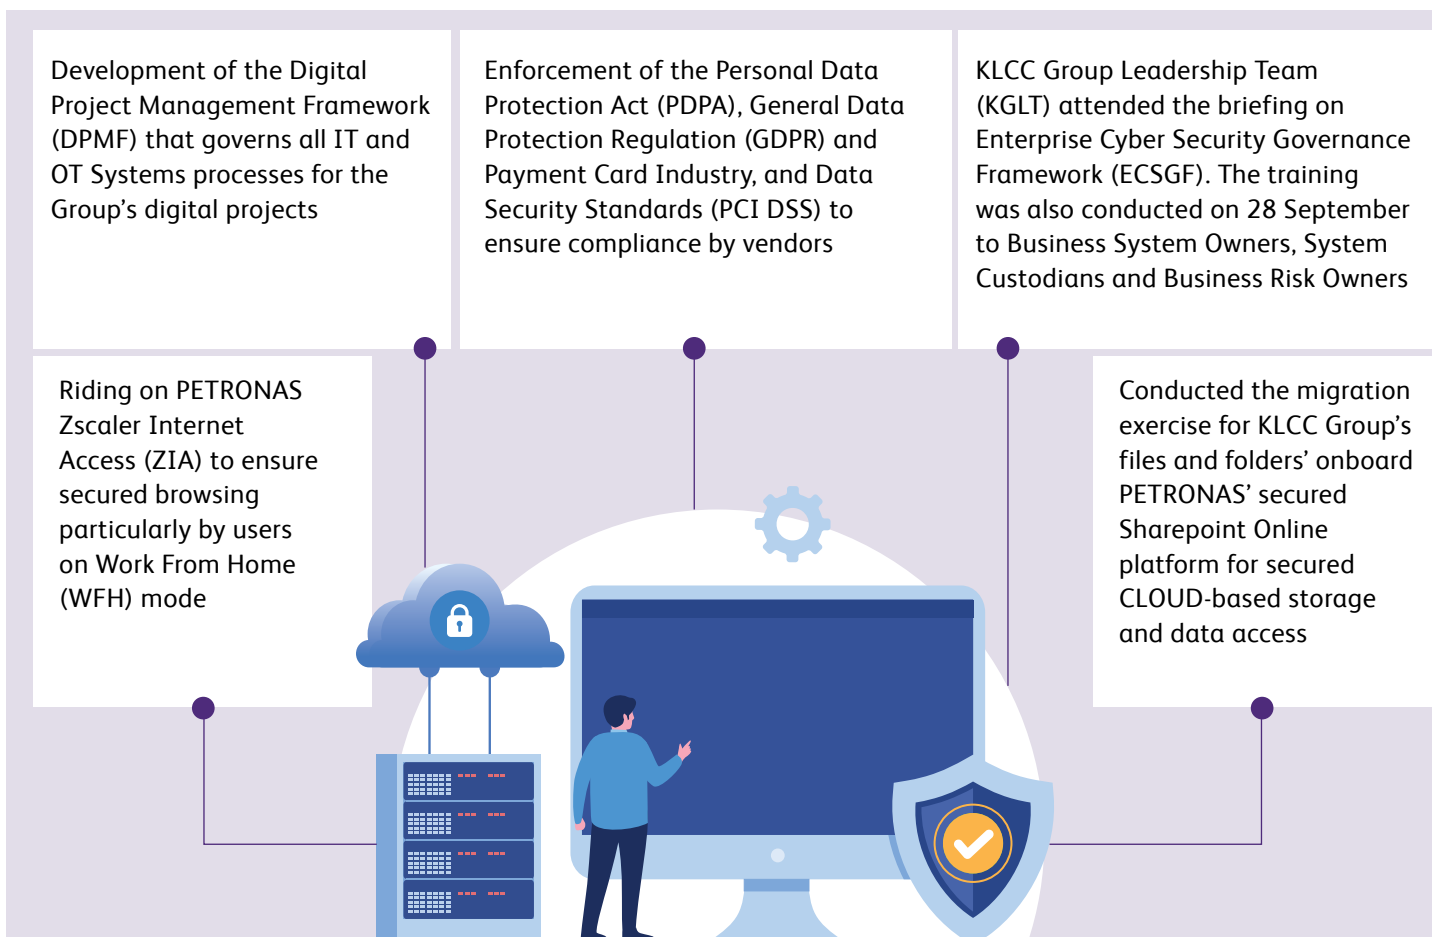 Development of the Digital
Project Management Framework
(DPMF) that governs all IT and
OT Systems processes for the
Group’s digital projects
Enforcement of the Personal Data
Protection Act (PDPA), General Data
Protection Regulation (GDPR) and
Payment Card Industry, and Data
Security Standards (PCI DSS) to
ensure compliance by vendors
KLCC Group Leadership Team
(KGLT) attended the briefing on
Enterprise Cyber Security Governance
Framework (ECSGF). The training
was also conducted on 28 September
to Business System Owners, System
Custodians and Business Risk Owners
Riding on PETRONAS
Zscaler Internet
Access (ZIA) to ensure
secured browsing
particularly by users
on Work From Home
(WFH) mode
Conducted the migration
exercise for KLCC Group’s
files and folders’ onboard
PETRONAS’ secured
Sharepoint Online
platform for secured
CLOUD-based storage
and data access